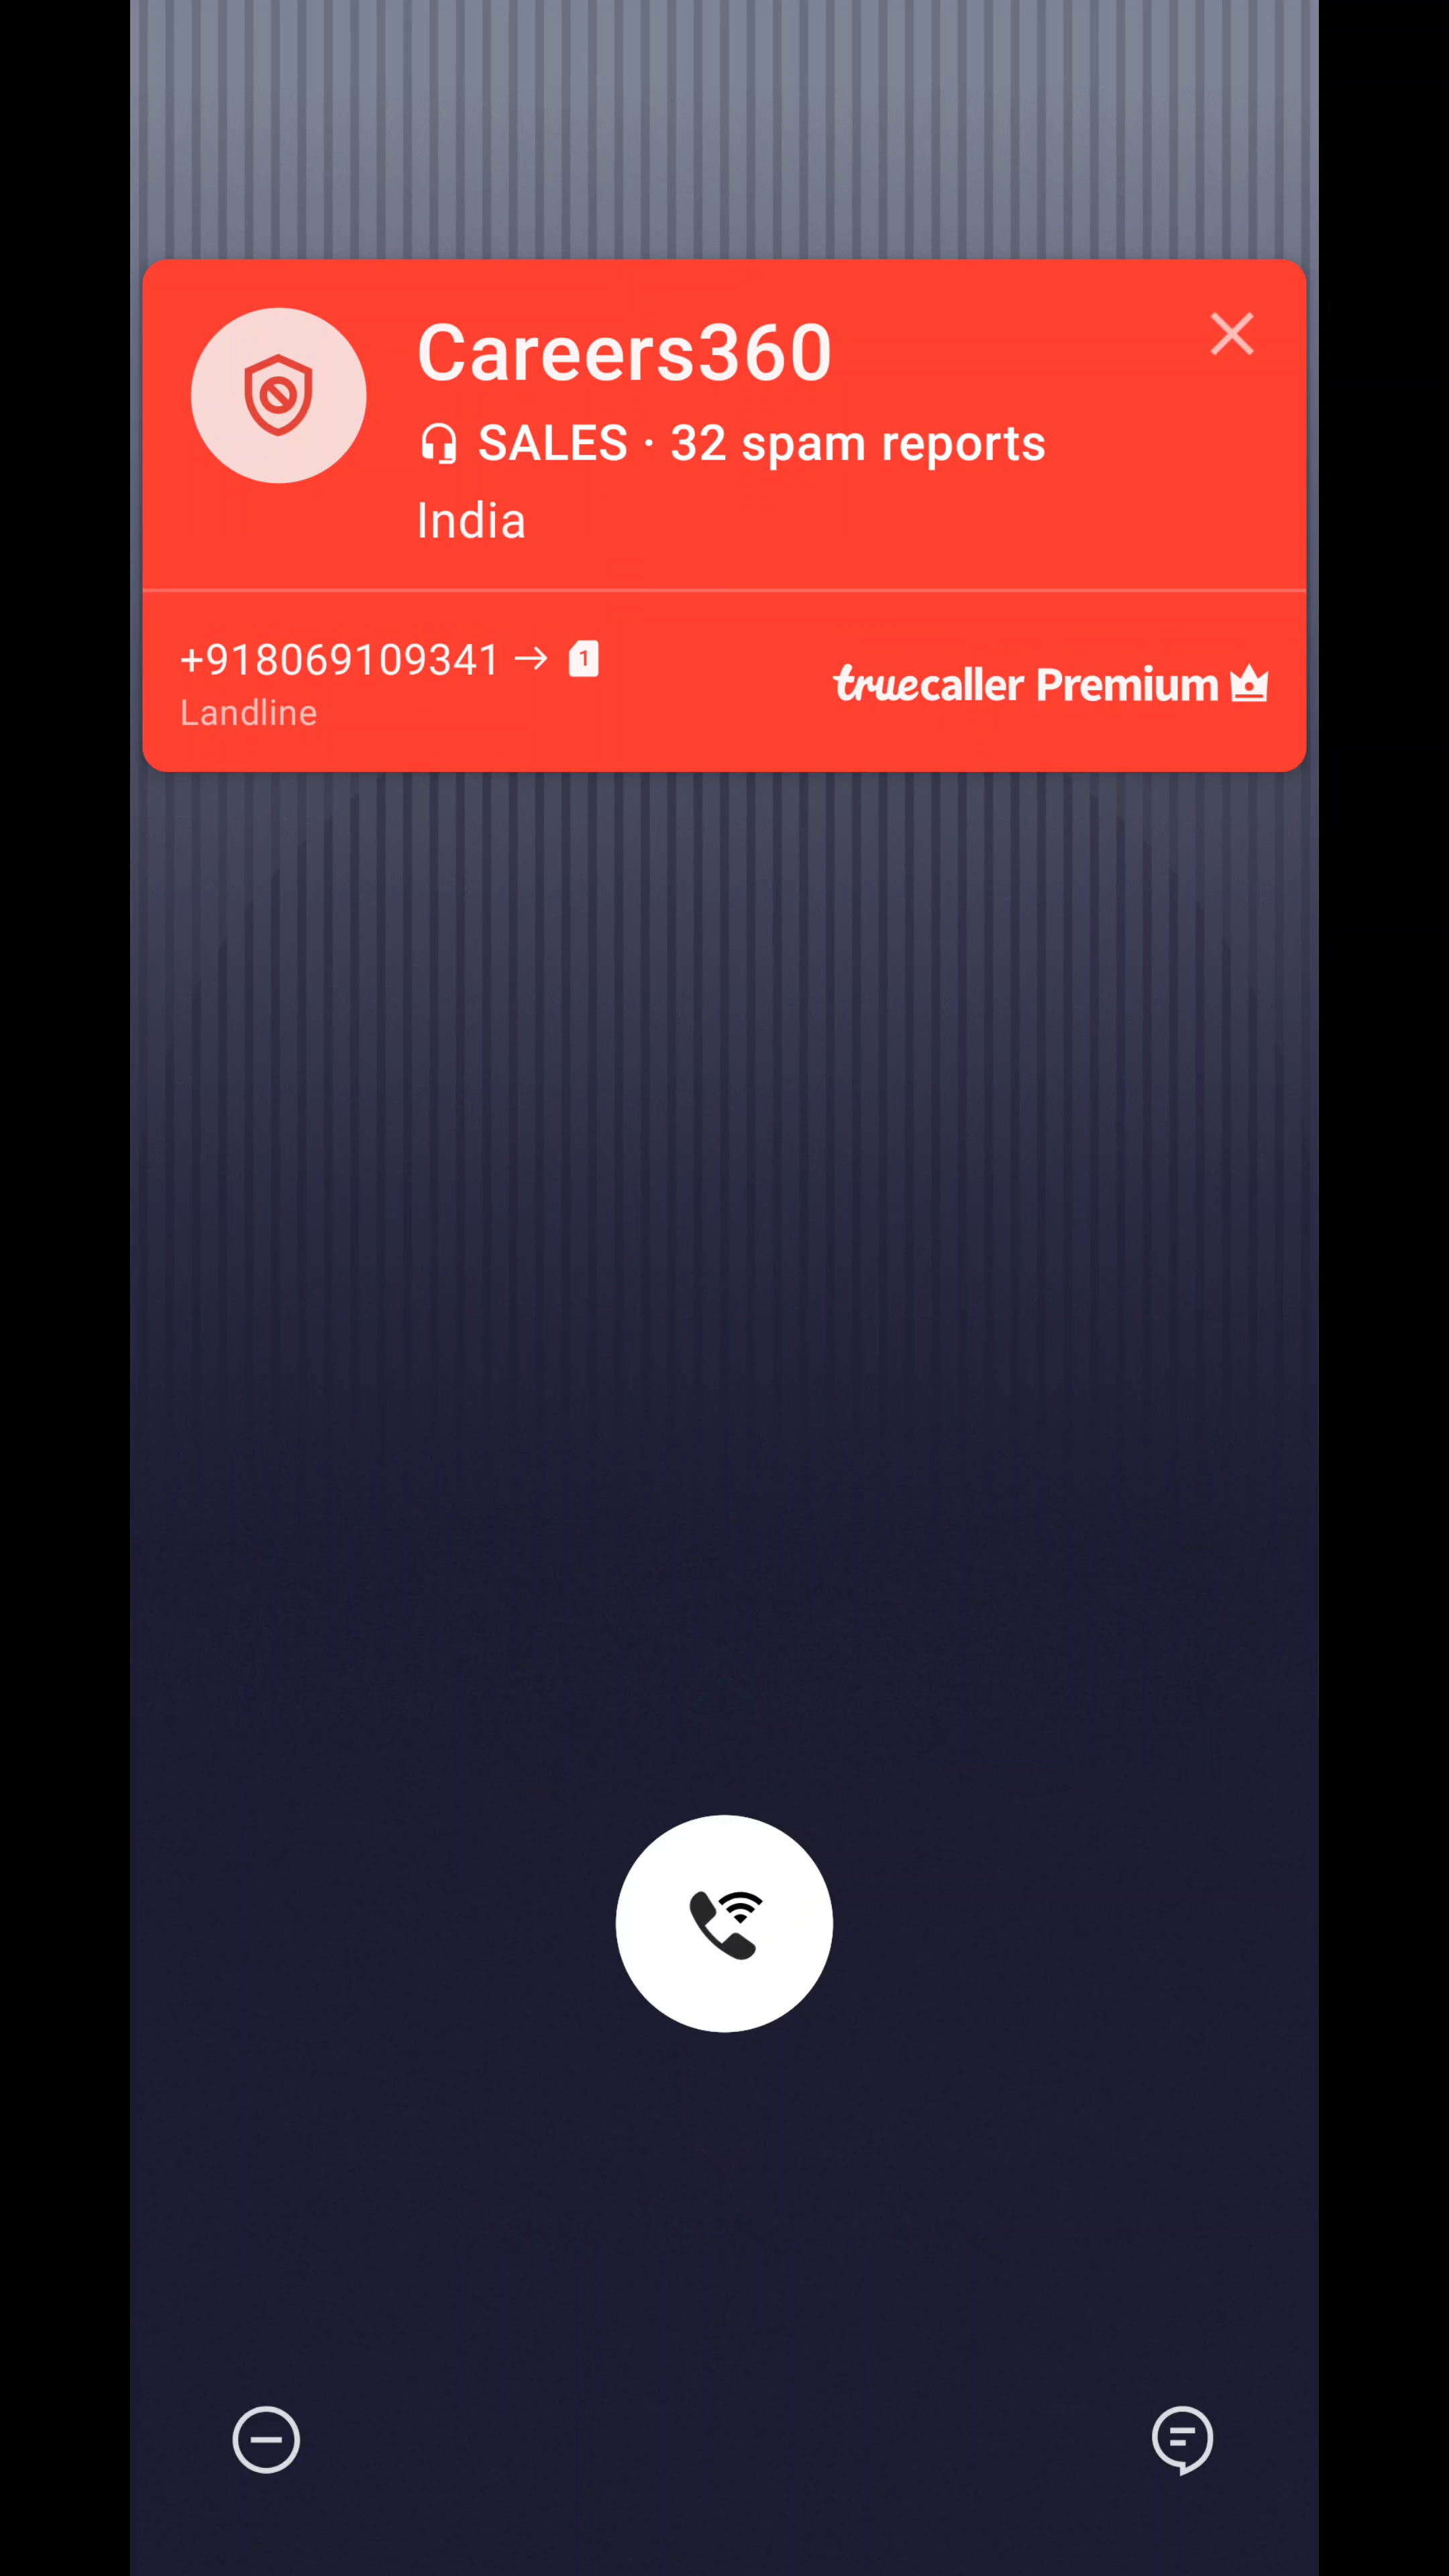 Careers360
SALES · 32 spam reports
India
+918069109341 → 1
Landline
truecaller Premium